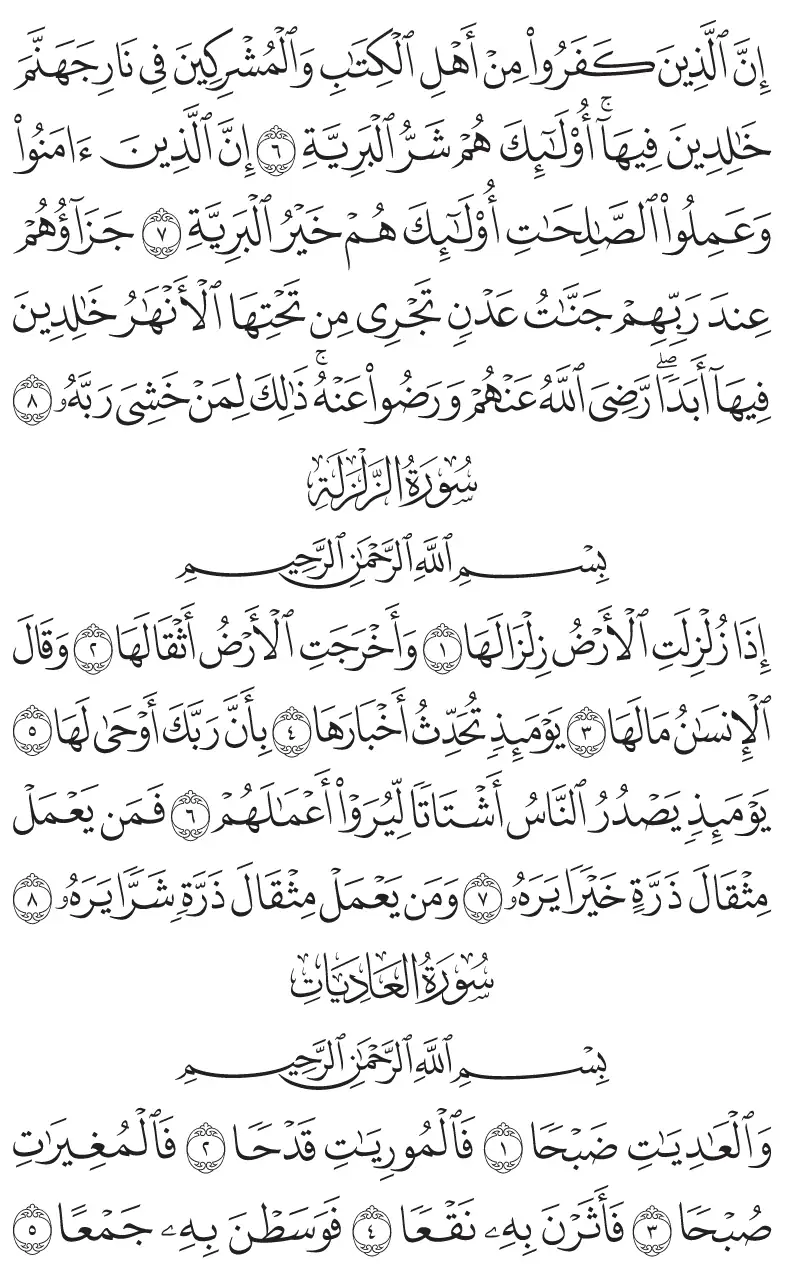 إِنَّ ٱلَّذِينَ كَفَرُوا۟ مِنْ أَهْلِ ٱلْكِتَٰبِ وَٱلْمُشْرِكِينَ فِى نَارِ جَهَنَّمَ
خَٰلِدِينَ فِيهَآ ۚ أُو۟لَٰٓئِكَ هُمْ شَرُّ ٱلْبَرِيَّةِ ٦ إِنَّ ٱلَّذِينَ ءَامَنُوا۟
وَعَمِلُوا۟ ٱلصَّٰلِحَٰتِ أُو۟لَٰٓئِكَ هُمْ خَيْرُ ٱلْبَرِيَّةِ ٧ جَزَآؤُهُمْ
عِندَ رَبِّهِمْ جَنَّٰتُ عَدْنٍ تَجْرِى مِن تَحْتِهَا ٱلْأَنْهَٰرُ خَٰلِدِينَ
فِيهَآ أَبَدًا ۖ رَّضِىَ ٱللَّهُ عَنْهُمْ وَرَضُوا۟ عَنْهُ ۚ ذَٰلِكَ لِمَنْ خَشِىَ رَبَّهُۥ ٨
سُورَةُ الزَّلْزَلَةِ
بِسْمِ ٱللَّهِ ٱلرَّحْمَٰنِ ٱلرَّحِيمِ
إِذَا زُلْزِلَتِ ٱلْأَرْضُ زِلْزَالَهَا ١ وَأَخْرَجَتِ ٱلْأَرْضُ أَثْقَالَهَا ٢ وَقَالَ
ٱلْإِنسَٰنُ مَا لَهَا ٣ يَوْمَئِذٍ تُحَدِّثُ أَخْبَارَهَا ٤ بِأَنَّ رَبَّكَ أَوْحَىٰ لَهَا ٥
يَوْمَئِذٍ يَصْدُرُ ٱلنَّاسُ أَشْتَاتًا لِّيُرَوْا۟ أَعْمَٰلَهُمْ ٦ فَمَن يَعْمَلْ
مِثْقَالَ ذَرَّةٍ خَيْرًا يَرَهُۥ ٧ وَمَن يَعْمَلْ مِثْقَالَ ذَرَّةٍ شَرًّا يَرَهُۥ ٨
سُورَةُ العَادِيَاتِ
بِسْمِ ٱللَّهِ ٱلرَّحْمَٰنِ ٱلرَّحِيمِ
وَٱلْعَٰدِيَٰتِ ضَبْحًا ١ فَٱلْمُورِيَٰتِ قَدْحًا ٢ فَٱلْمُغِيرَٰتِ
صُبْحًا ٣ فَأَثَرْنَ بِهِۦ نَقْعًا ٤ فَوَسَطْنَ بِهِۦ جَمْعًا ٥